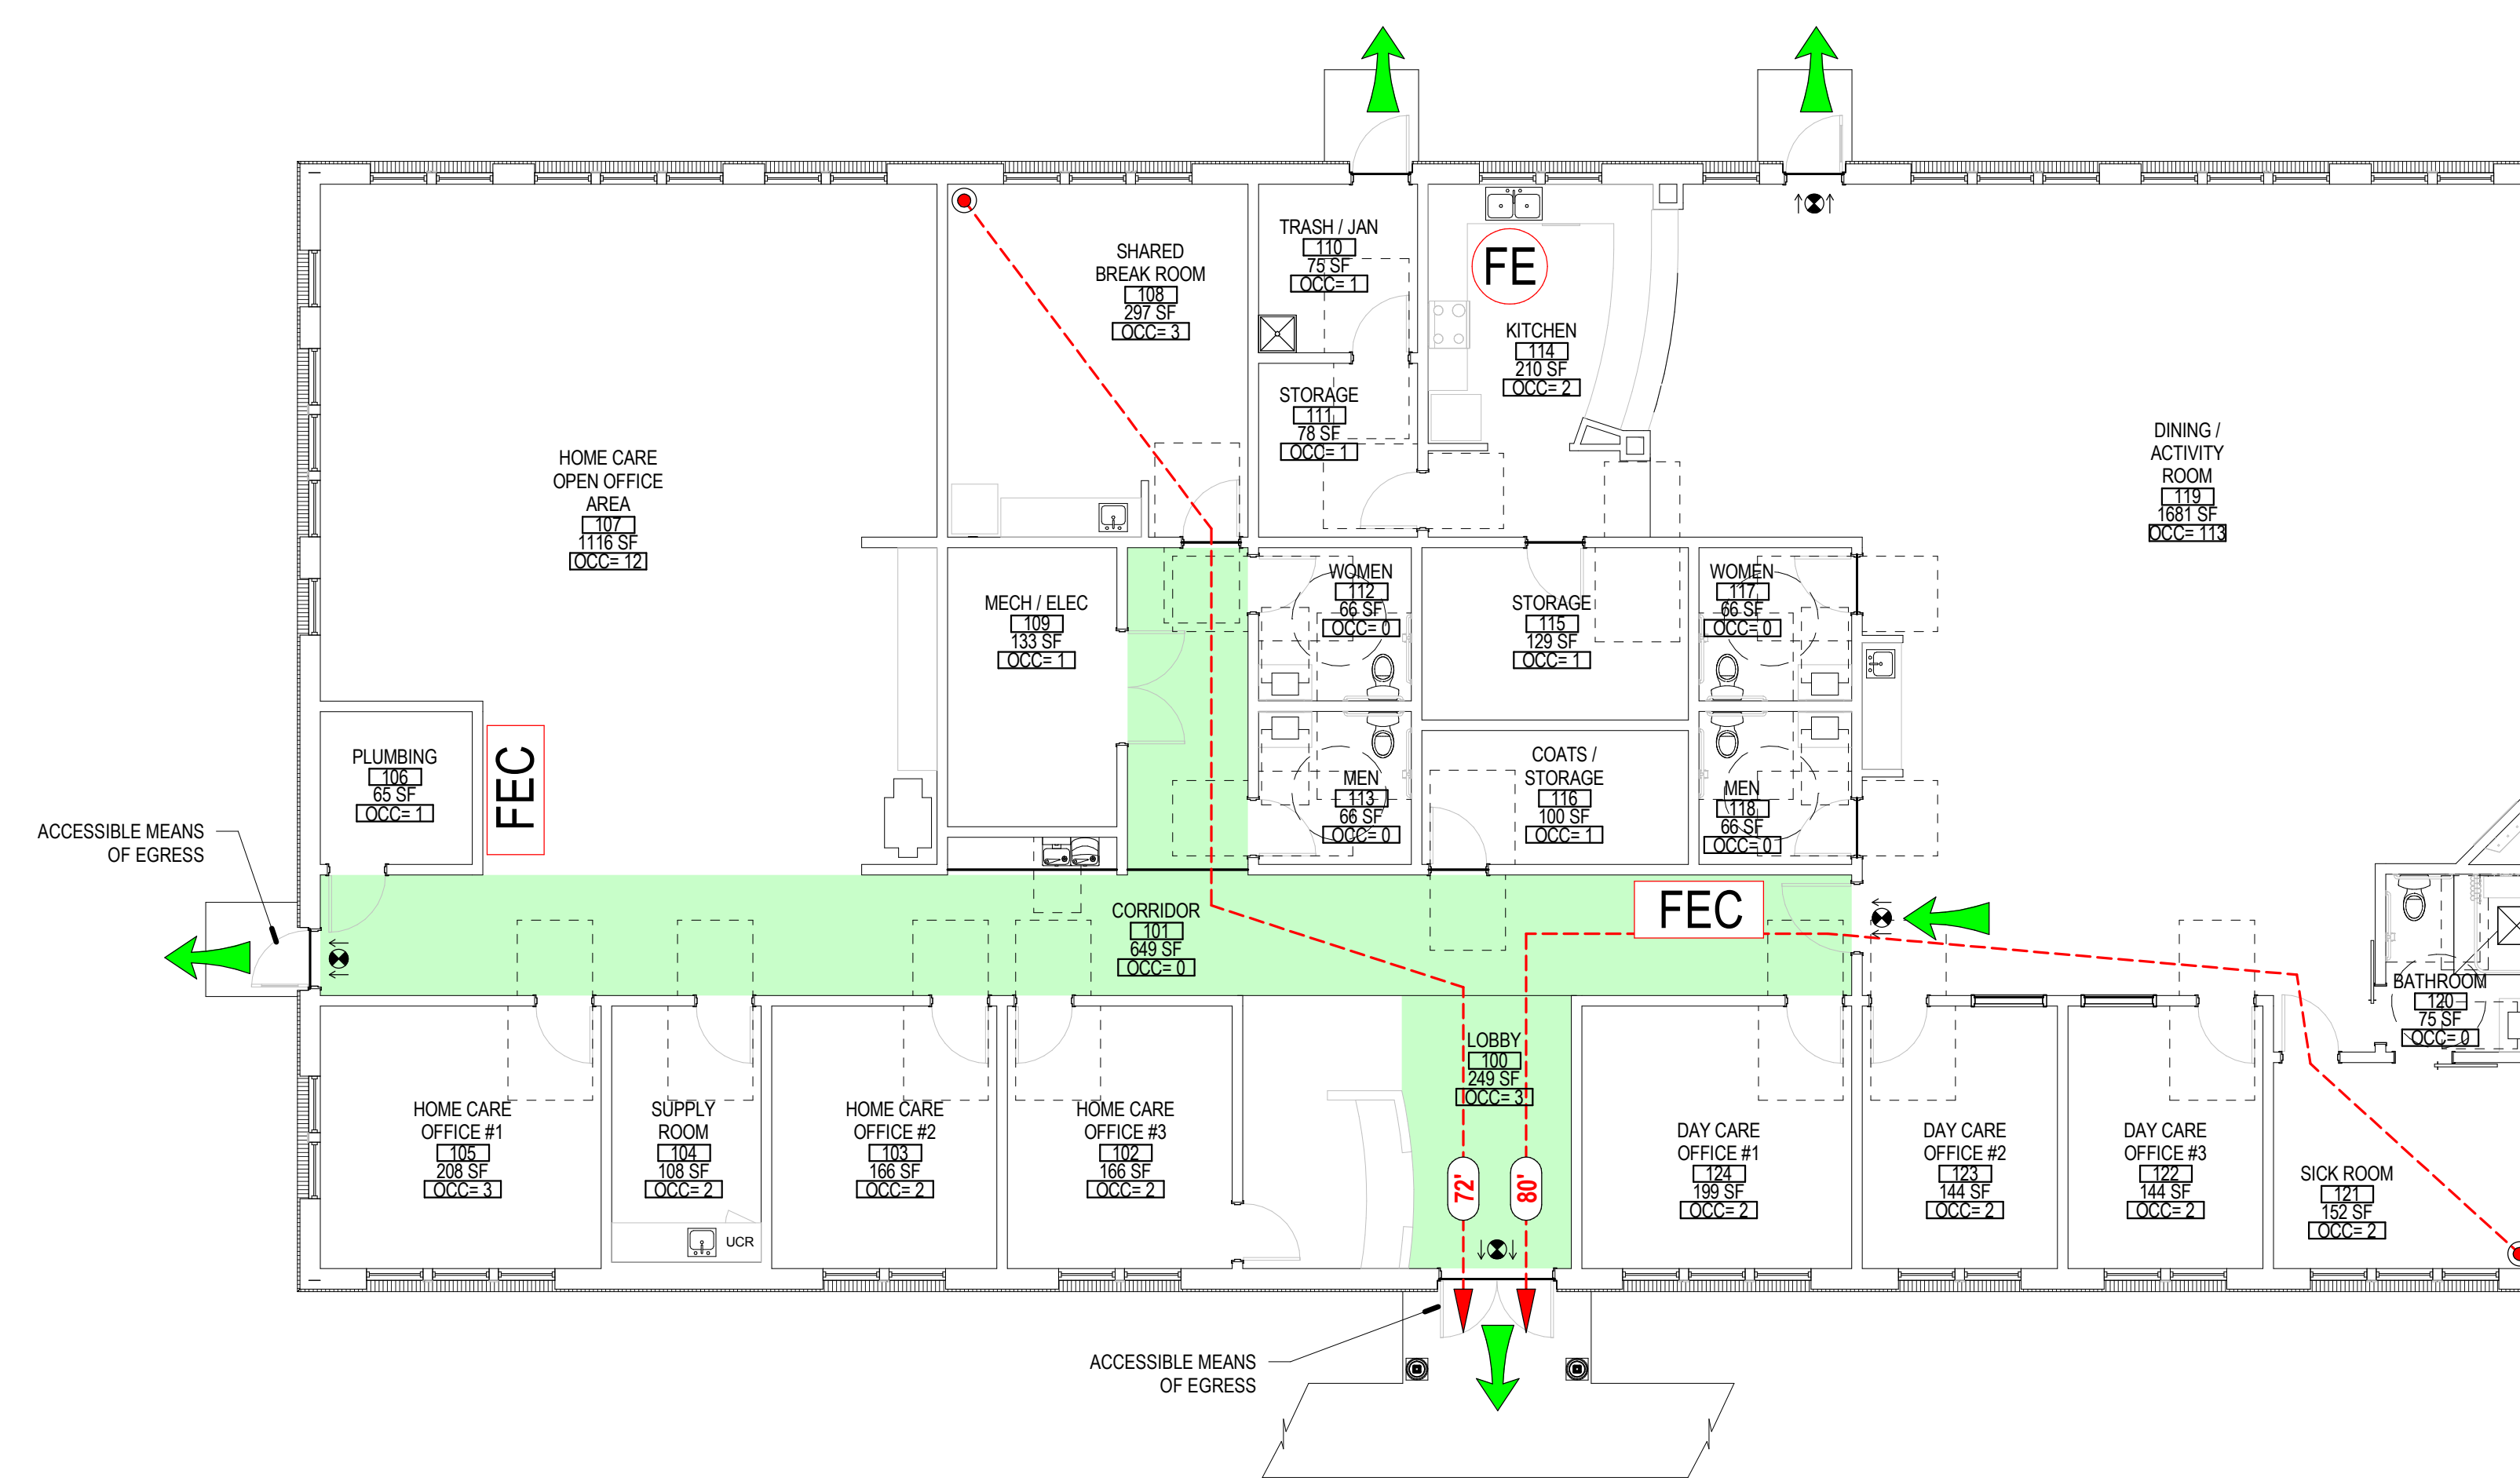 TRASH / JAN
110
75 SF
OCC= 1
SHARED
BREAK ROOM
108
297 SF
OCC= 3
FE
KITCHEN
114
210 SF
OCC= 2
STORAGE
111
78 SF
OCC= 1
HOME CARE
OPEN OFFICE
AREA
107
1116 SF
OCC= 12
DINING /
ACTIVITY
ROOM
119
1681 SF
OCC= 113
MECH / ELEC
109
133 SF
OCC= 1
WOMEN
112
66 SF
OCC= 0
STORAGE
115
129 SF
OCC= 1
WOMEN
117
66 SF
OCC= 0
PLUMBING
106
65 SF
OCC= 1
FEC
MEN
113
66 SF
OCC= 0
COATS /
STORAGE
116
100 SF
OCC= 1
MEN
118
66 SF
OCC= 0
ACCESSIBLE MEANS
OF EGRESS
CORRIDOR
101
649 SF
OCC= 0
FEC
BATHROOM
120
75 SF
OCC= 0
LOBBY
100
249 SF
OCC= 3
HOME CARE
OFFICE #1
105
208 SF
OCC= 3
SUPPLY
ROOM
104
108 SF
OCC= 2
UCR
HOME CARE
OFFICE #2
103
166 SF
OCC= 2
HOME CARE
OFFICE #3
102
166 SF
OCC= 2
72'
80'
DAY CARE
OFFICE #1
124
199 SF
OCC= 2
DAY CARE
OFFICE #2
123
144 SF
OCC= 2
DAY CARE
OFFICE #3
122
144 SF
OCC= 2
SICK ROOM
121
152 SF
OCC= 2
ACCESSIBLE MEANS
OF EGRESS